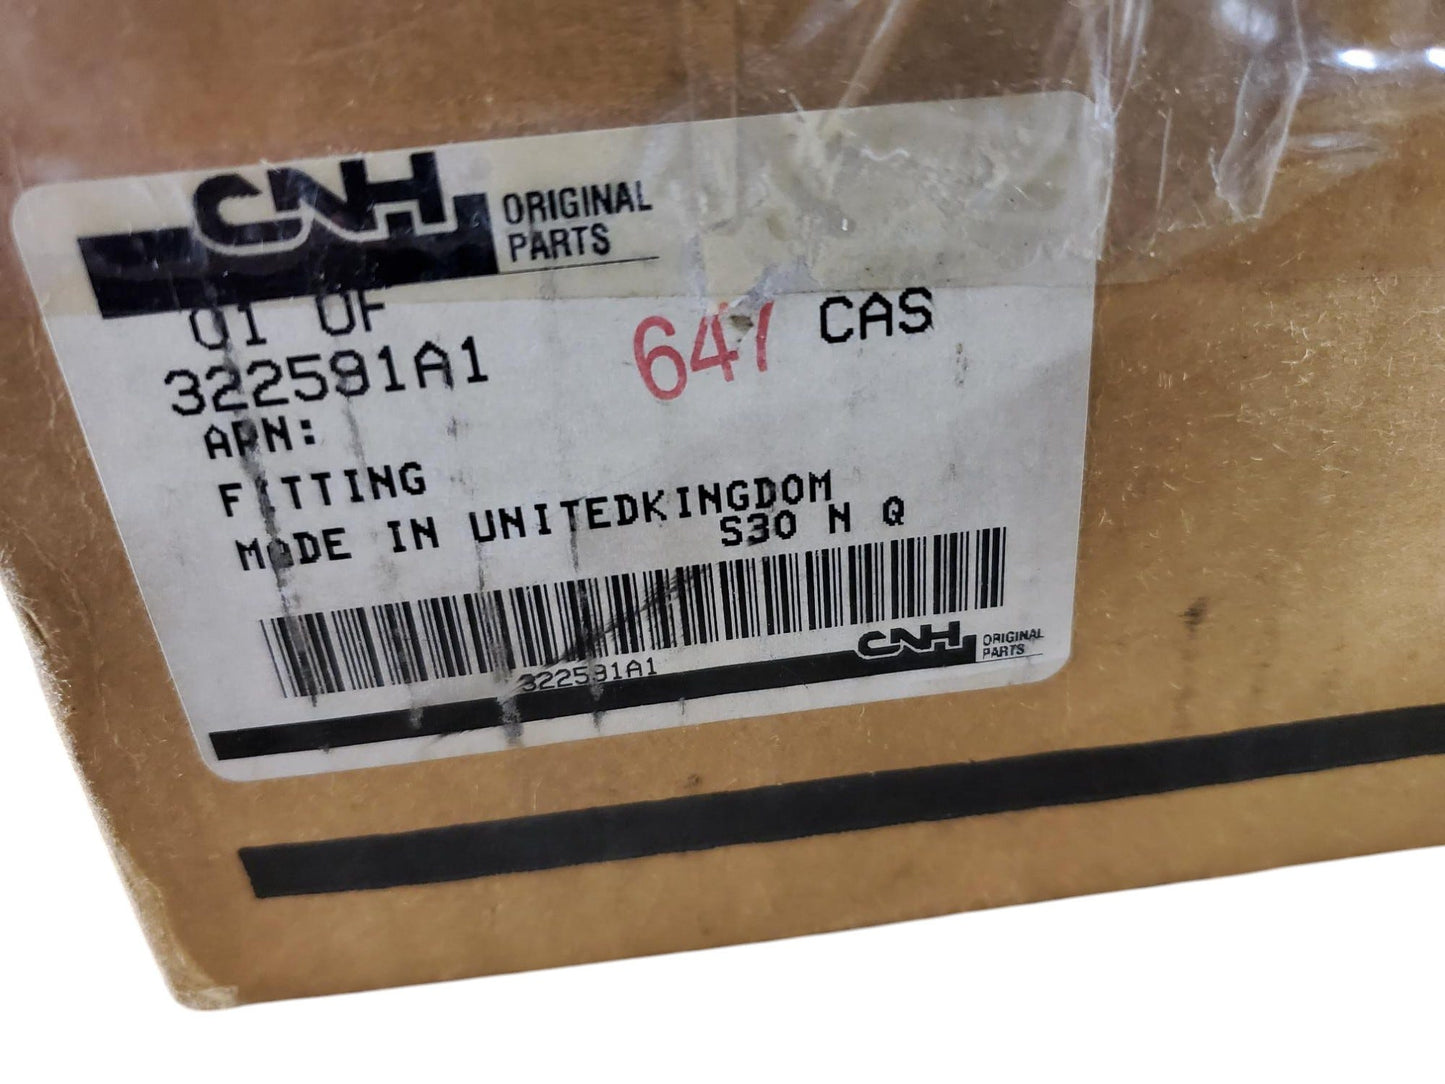 CNH ORIGINAL
PARTS
01 OF
647 CAS
322591A1
APN:
FITTING
MADE IN UNITEDKINGDOM
S30 N Q
322591A1
CNH ORIGINAL
PARTS